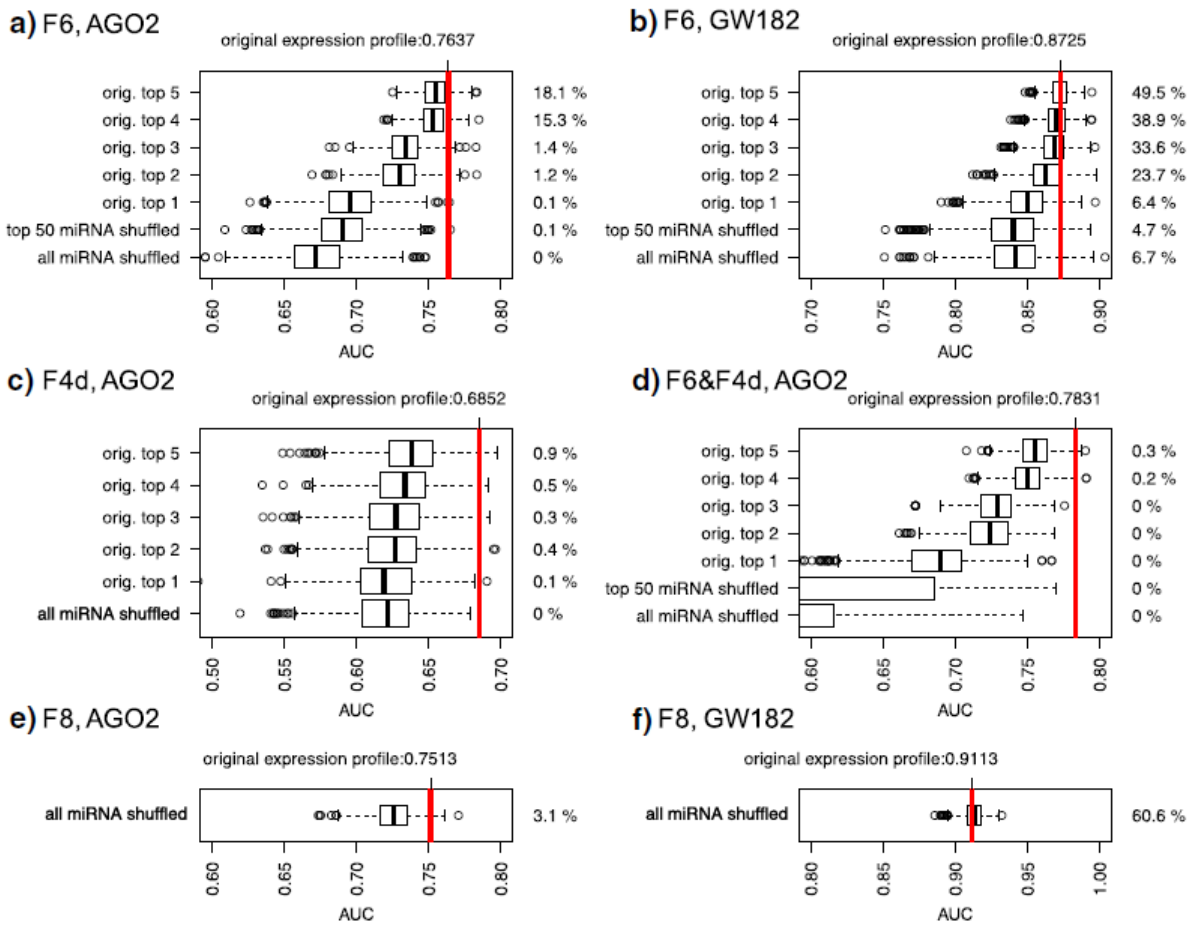 a) F6, AGO2
original expression profile:0.7637
orig. top 5 18.1 %
orig. top 4 15.3 %
orig. top 3 1.4 %
orig. top 2 1.2 %
orig. top 1 0.1 %
top 50 miRNA shuffled 0.1 %
all miRNA shuffled 0 %
0.60 0.65 0.70 0.75 0.80
AUC
b) F6, GW182
original expression profile:0.8725
orig. top 5 49.5 %
orig. top 4 38.9 %
orig. top 3 33.6 %
orig. top 2 23.7 %
orig. top 1 6.4 %
top 50 miRNA shuffled 4.7 %
all miRNA shuffled 6.7 %
0.70 0.75 0.80 0.85 0.90
AUC
c) F4d, AGO2
original expression profile:0.6852
orig. top 5 0.9 %
orig. top 4 0.5 %
orig. top 3 0.3 %
orig. top 2 0.4 %
orig. top 1 0.1 %
all miRNA shuffled 0 %
0.50 0.55 0.60 0.65 0.70
AUC
d) F6&F4d, AGO2
original expression profile:0.7831
orig. top 5 0.3 %
orig. top 4 0.2 %
orig. top 3 0 %
orig. top 2 0 %
orig. top 1 0 %
top 50 miRNA shuffled 0 %
all miRNA shuffled 0 %
0.60 0.65 0.70 0.75 0.80
AUC
e) F8, AGO2
original expression profile:0.7513
all miRNA shuffled 3.1 %
0.60 0.65 0.70 0.75 0.80
AUC
f) F8, GW182
original expression profile:0.9113
all miRNA shuffled 60.6 %
0.80 0.85 0.90 0.95 1.00
AUC